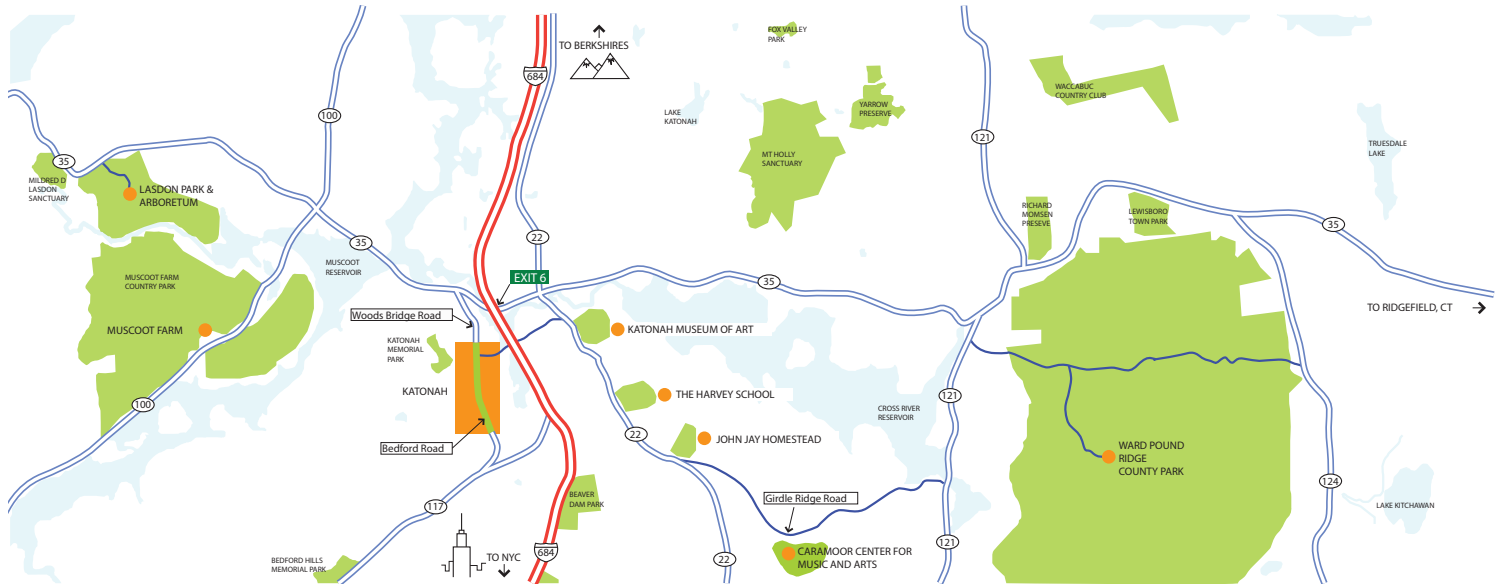 FOX VALLEY
PARK
TO BERKSHIRES
684
WACCABUC
COUNTRY CLUB
100
LAKE
KATONAH
YARROW
PRESERVE
121
TRUESDALE
LAKE
35
MT HOLLY
SANCTUARY
MILDRED D
LASDON
SANCTUARY
LASDON PARK &
ARBORETUM
RICHARD
MOMSEN
PRESEVE
LEWISBORO
TOWN PARK
35
22
35
MUSCOOT
RESERVOIR
MUSCOOT FARM
COUNTRY PARK
EXIT 6
35
TO RIDGEFIELD, CT
Woods Bridge Road
MUSCOOT FARM
KATONAH MUSEUM OF ART
KATONAH
MEMORIAL
PARK
KATONAH
THE HARVEY SCHOOL
121
100
CROSS RIVER
RESERVOIR
22
JOHN JAY HOMESTEAD
Bedford Road
WARD POUND
RIDGE
COUNTY PARK
124
BEAVER
DAM PARK
Girdle Ridge Road
117
LAKE KITCHAWAN
121
684
TO NYC
22
CARAMOOR CENTER FOR
MUSIC AND ARTS
BEDFORD HILLS
MEMORIAL PARK